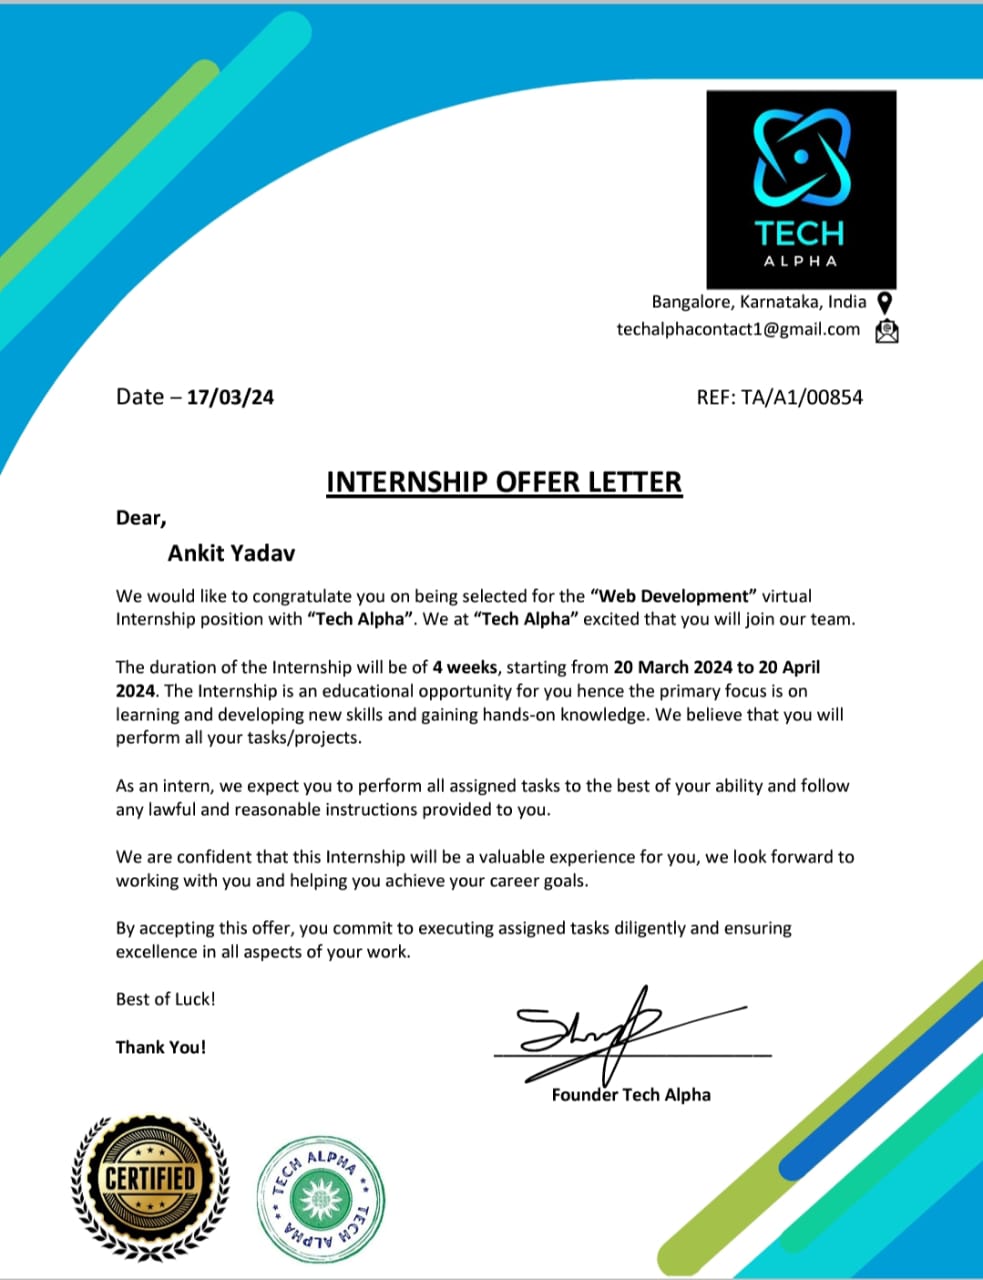 TECH
ALPHA
Bangalore, Karnataka, India
techalphacontact1@gmail.com
Date – 17/03/24
REF: TA/A1/00854
INTERNSHIP OFFER LETTER
Dear,
Ankit Yadav
We would like to congratulate you on being selected for the “Web Development” virtual
Internship position with “Tech Alpha”. We at “Tech Alpha” excited that you will join our team.
The duration of the Internship will be of 4 weeks, starting from 20 March 2024 to 20 April
2024. The Internship is an educational opportunity for you hence the primary focus is on
learning and developing new skills and gaining hands-on knowledge. We believe that you will
perform all your tasks/projects.
As an intern, we expect you to perform all assigned tasks to the best of your ability and follow
any lawful and reasonable instructions provided to you.
We are confident that this Internship will be a valuable experience for you, we look forward to
working with you and helping you achieve your career goals.
By accepting this offer, you commit to executing assigned tasks diligently and ensuring
excellence in all aspects of your work.
Best of Luck!
Thank You!
Founder Tech Alpha
CERTIFIED
TECH ALPHA ** TECH ALPHA **